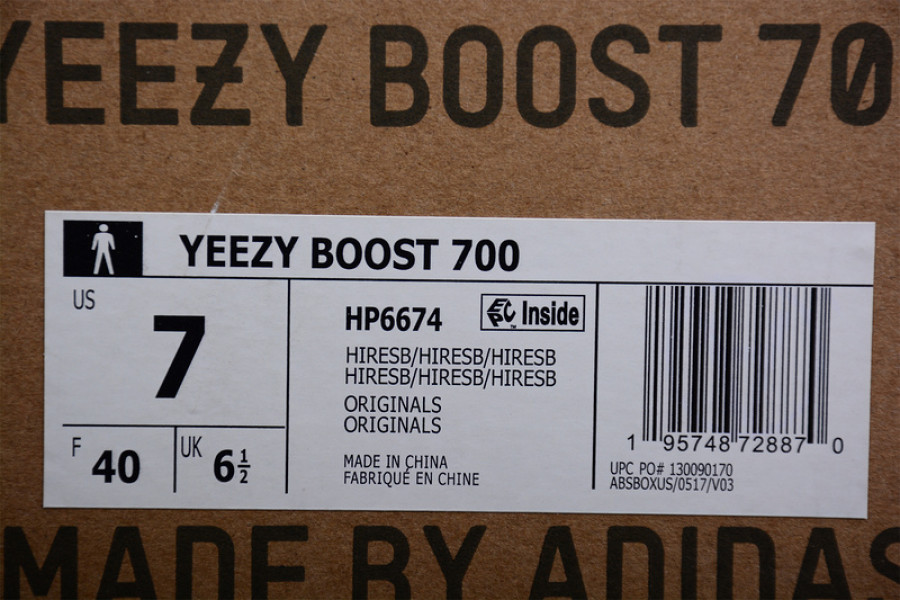 YEEZY BOOST 700
YEEZY BOOST 700
US
7
F
40
UK
6½
HP6674
EPC™ Inside
HIRESB/HIRESB/HIRESB
HIRESB/HIRESB/HIRESB
ORIGINALS
ORIGINALS
MADE IN CHINA
FABRIQUÉ EN CHINE
1 95748 72887 0
UPC PO# 130090170
ABSBOXUS/0517/V03
MADE BY ADIDAS